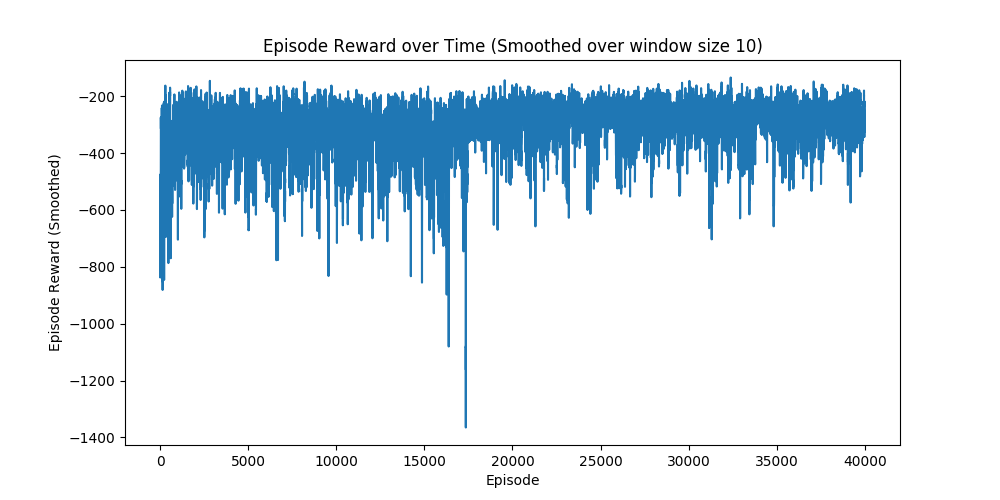 Episode Reward over Time (Smoothed over window size 10)
−200
−400
−600
−800
−1000
−1200
−1400
Episode Reward (Smoothed)
0 5000 10000 15000 20000 25000 30000 35000 40000
Episode